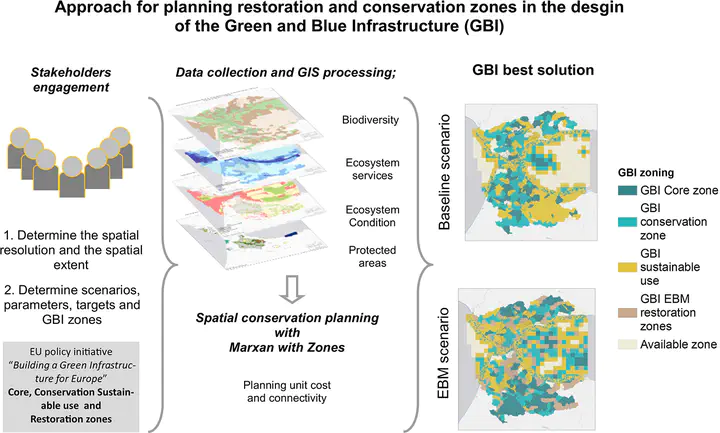 Approach for planning restoration and conservation zones in the desgin
of the Green and Blue Infrastructure (GBI)
Stakeholders
engagement
1. Determine the spatial
resolution and the spatial
extent
2. Determine scenarios,
parameters, targets and
GBI zones
EU policy initiative
“Building a Green Infrastruc-
ture for Europe”
Core, Conservation Sustain-
able use and
Restoration zones
Data collection and GIS processing;
Biodiversity
Ecosystem
services
Ecosystem
Condition
Protected
areas
Spatial conservation planning
with
Marxan with Zones
Planning unit cost
and connectivity
GBI best solution
Baseline scenario
EBM scenario
GBI zoning
GBI Core zone
GBI
conservation
zone
GBI
sustainable
use
GBI EBM
restoration
zones
Available zone